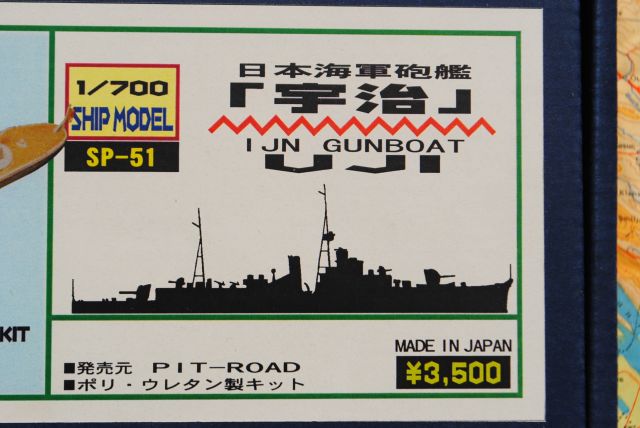 1/700
SHIP MODEL
SP-51
日本海軍砲艦
「宇治」
IJN GUNBOAT
UJI
KIT
MADE IN JAPAN
■発売元 PIT-ROAD
¥3,500
■ポリ・ウレタン製キット